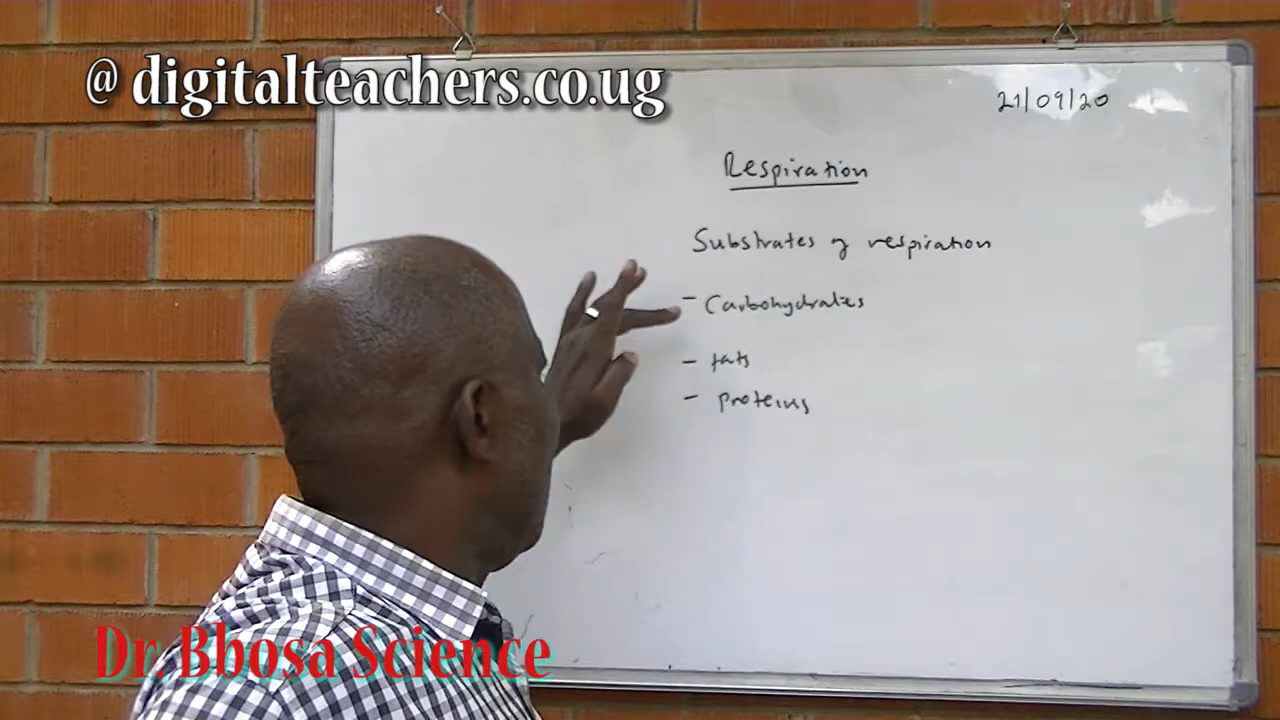 @ digitalteachers.co.ug
21/09/20
Respiration
Substrates of respiration
- Carbohydrates
- fats
- proteins
Dr. Bbosa Science